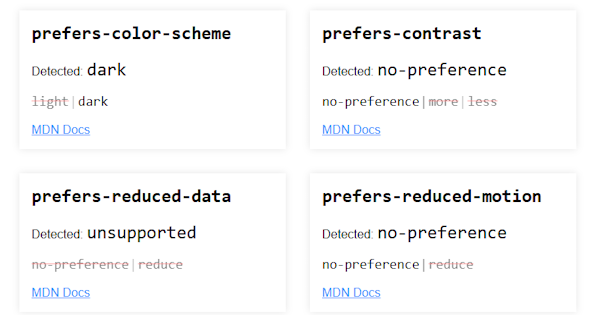 prefers-color-scheme
Detected: dark
light|dark
MDN Docs
prefers-contrast
Detected: no-preference
no-preference|more|less
MDN Docs
prefers-reduced-data
Detected: unsupported
no-preference|reduce
MDN Docs
prefers-reduced-motion
Detected: no-preference
no-preference|reduce
MDN Docs